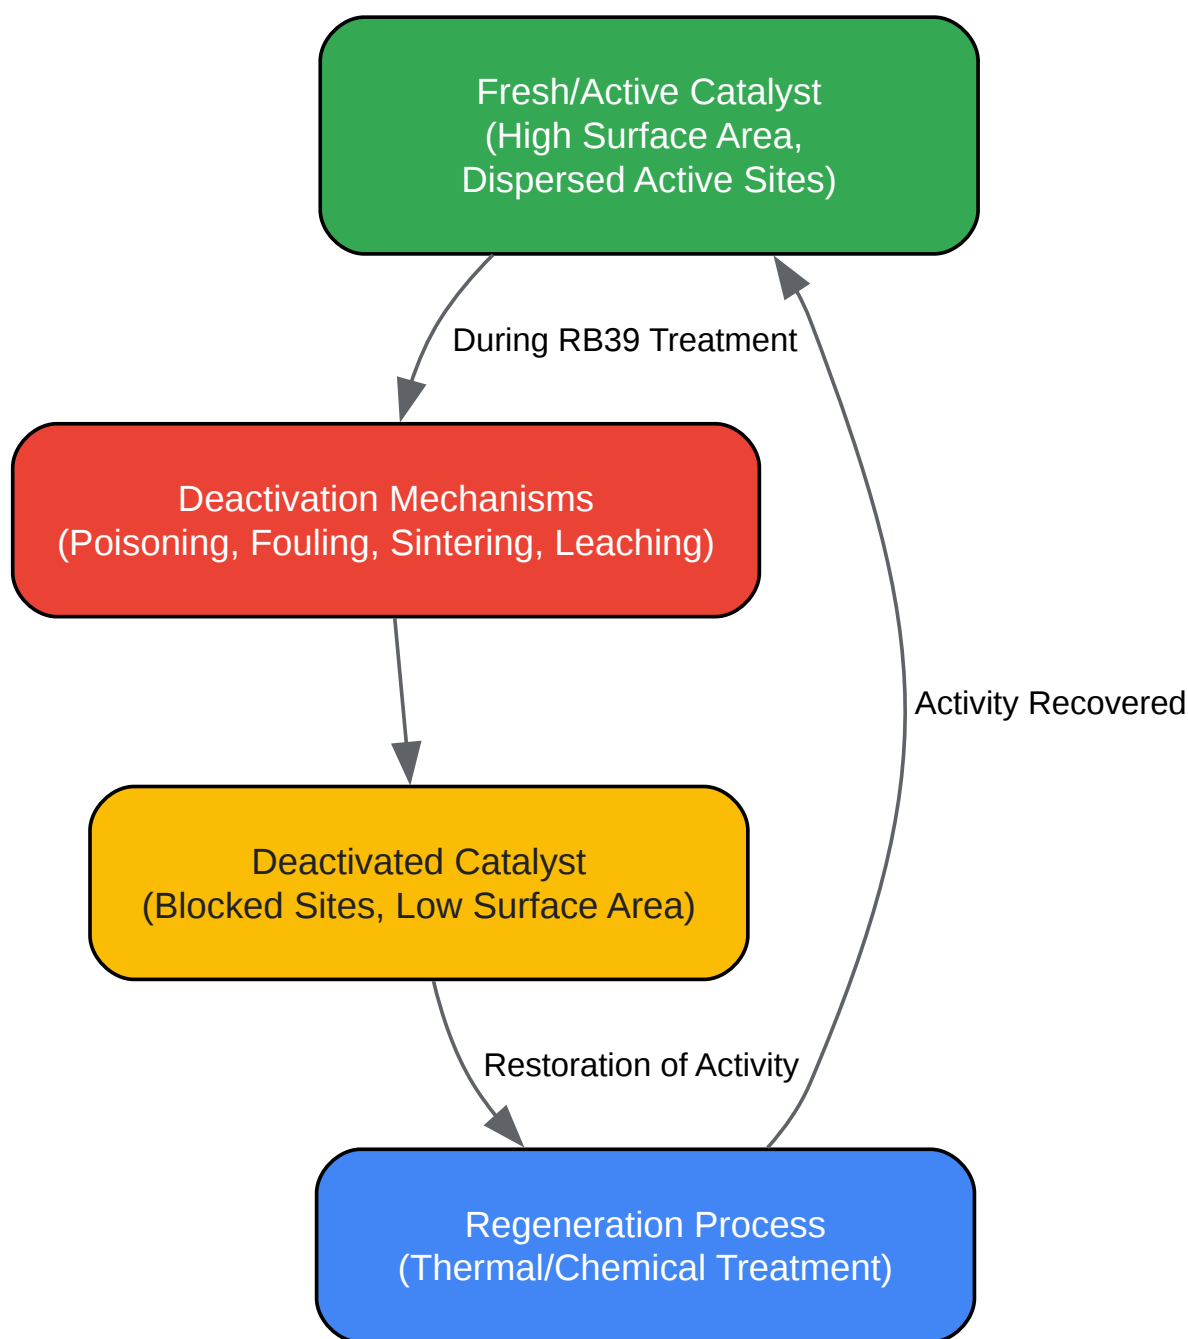 Fresh/Active Catalyst
(High Surface Area,
Dispersed Active Sites)
During RB39 Treatment
Deactivation Mechanisms
(Poisoning, Fouling, Sintering, Leaching)
Activity Recovered
Deactivated Catalyst
(Blocked Sites, Low Surface Area)
Restoration of Activity
Regeneration Process
(Thermal/Chemical Treatment)